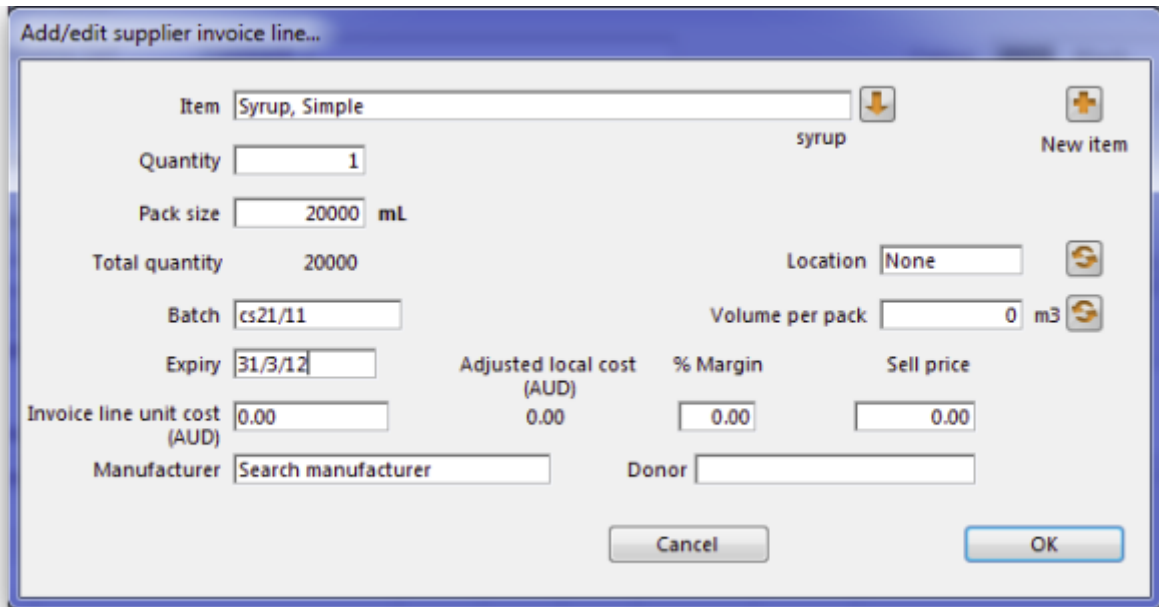 Add/edit supplier invoice line...
Item Syrup, Simple
syrup New item
Quantity 1
Pack size 20000 mL
Total quantity 20000 Location None
Batch cs21/11 Volume per pack 0 m3
Expiry 31/3/12 Adjusted local cost % Margin Sell price
(AUD)
Invoice line unit cost 0.00 0.00 0.00 0.00
(AUD)
Manufacturer Search manufacturer Donor
Cancel OK